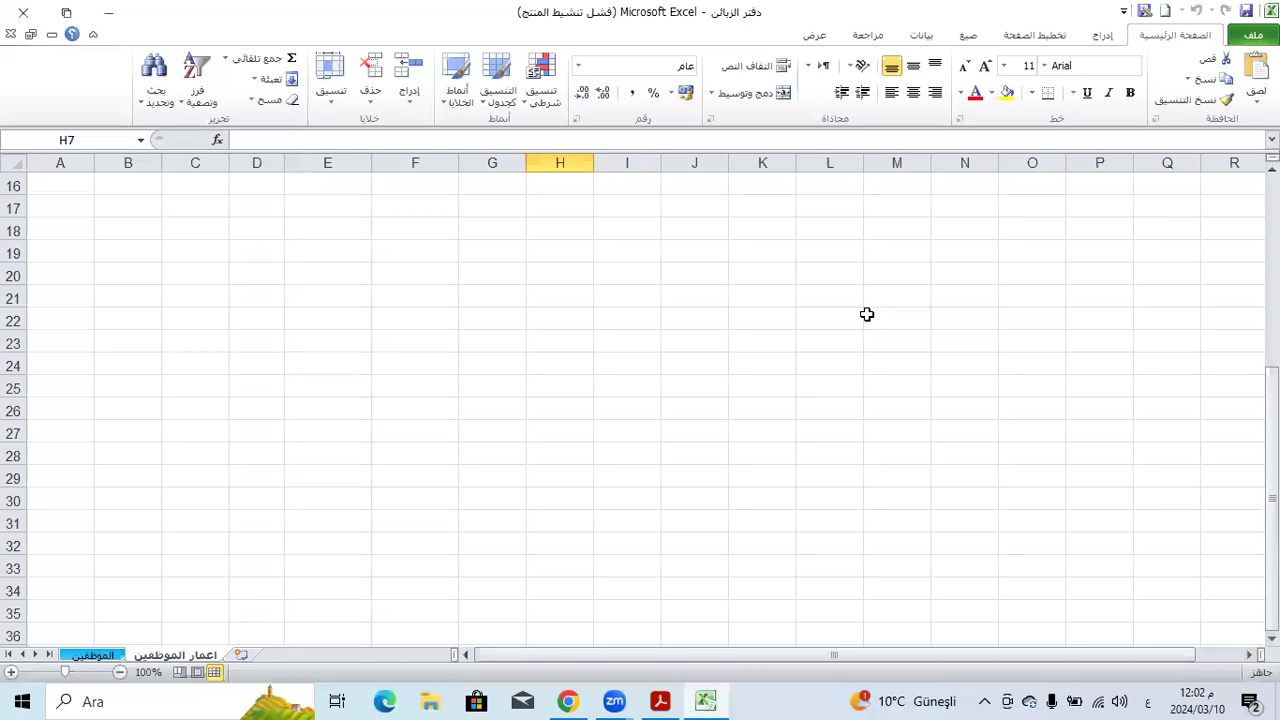 دفتر الزبائن - Microsoft Excel (فشل تنشيط المنتج)
ملف الصفحة الرئيسية إدراج تخطيط الصفحة صيغ بيانات مراجعة عرض
لصق
قص
نسخ
نسخ التنسيق
الحافظة
Arial 11
B I U A
خط
التفاف النص
دمج وتوسيط
محاذاة
عام
% ,
رقم
تنسيق شرطي
التنسيق كجدول
أنماط الخلايا
أنماط
إدراج
حذف
تنسيق
خلايا
Σ جمع تلقائي
تعبئة
مسح
فرز وتصفية
بحث وتحديد
تحرير
H7 fx
A B C D E F G H I J K L M N O P Q R
16
17
18
19
20
21
22
23
24
25
26
27
28
29
30
31
32
33
34
35
36
الموظفين اعمار الموظفين
100%
جاهز
Ara
zm
1
10°C Güneşli
ع
12:02 م
2024/03/10
2